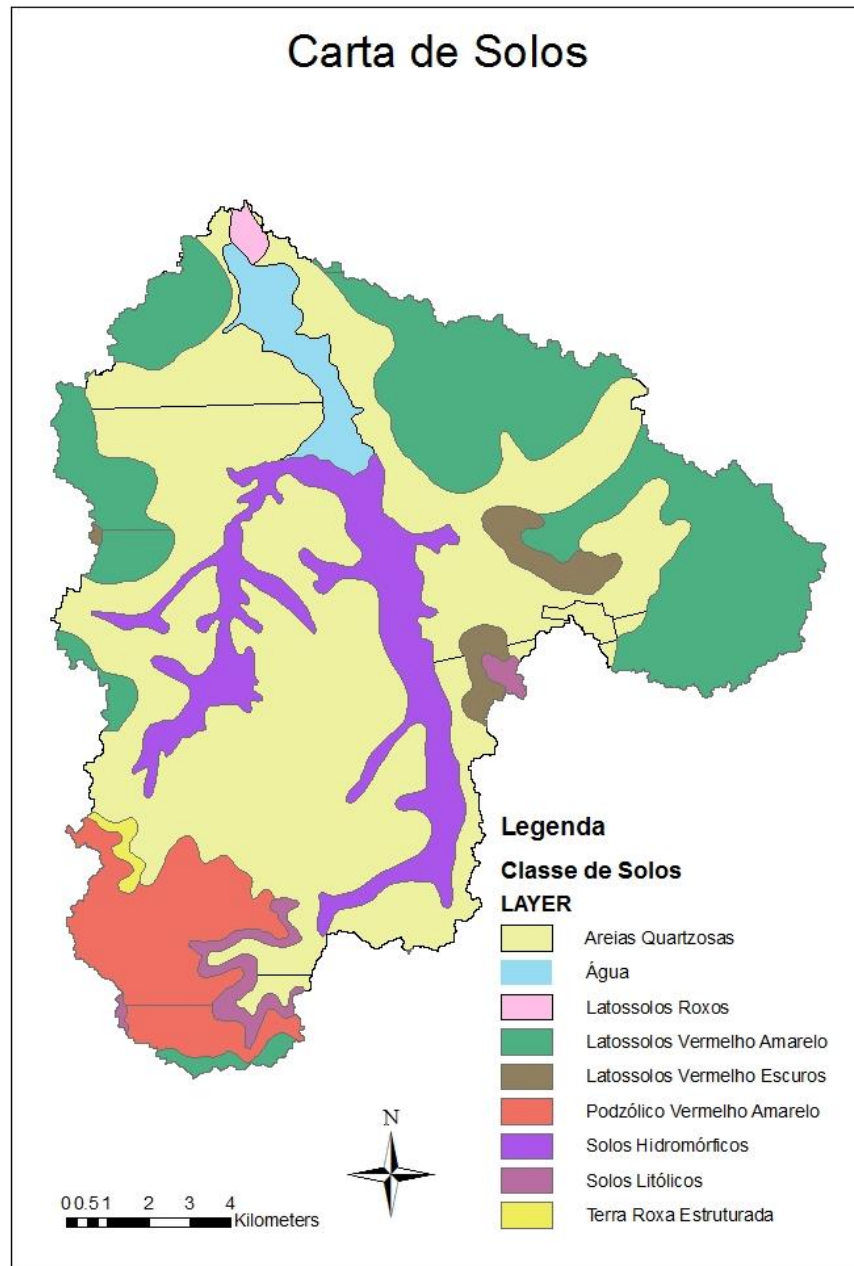 Carta de Solos
Legenda
Classe de Solos
LAYER
Areias Quartzosas
Água
Latossolos Roxos
Latossolos Vermelho Amarelo
Latossolos Vermelho Escuros
Podzólico Vermelho Amarelo
Solos Hidromórficos
Solos Litólicos
Terra Roxa Estruturada
N
0 0.5 1 2 3 4
Kilometers